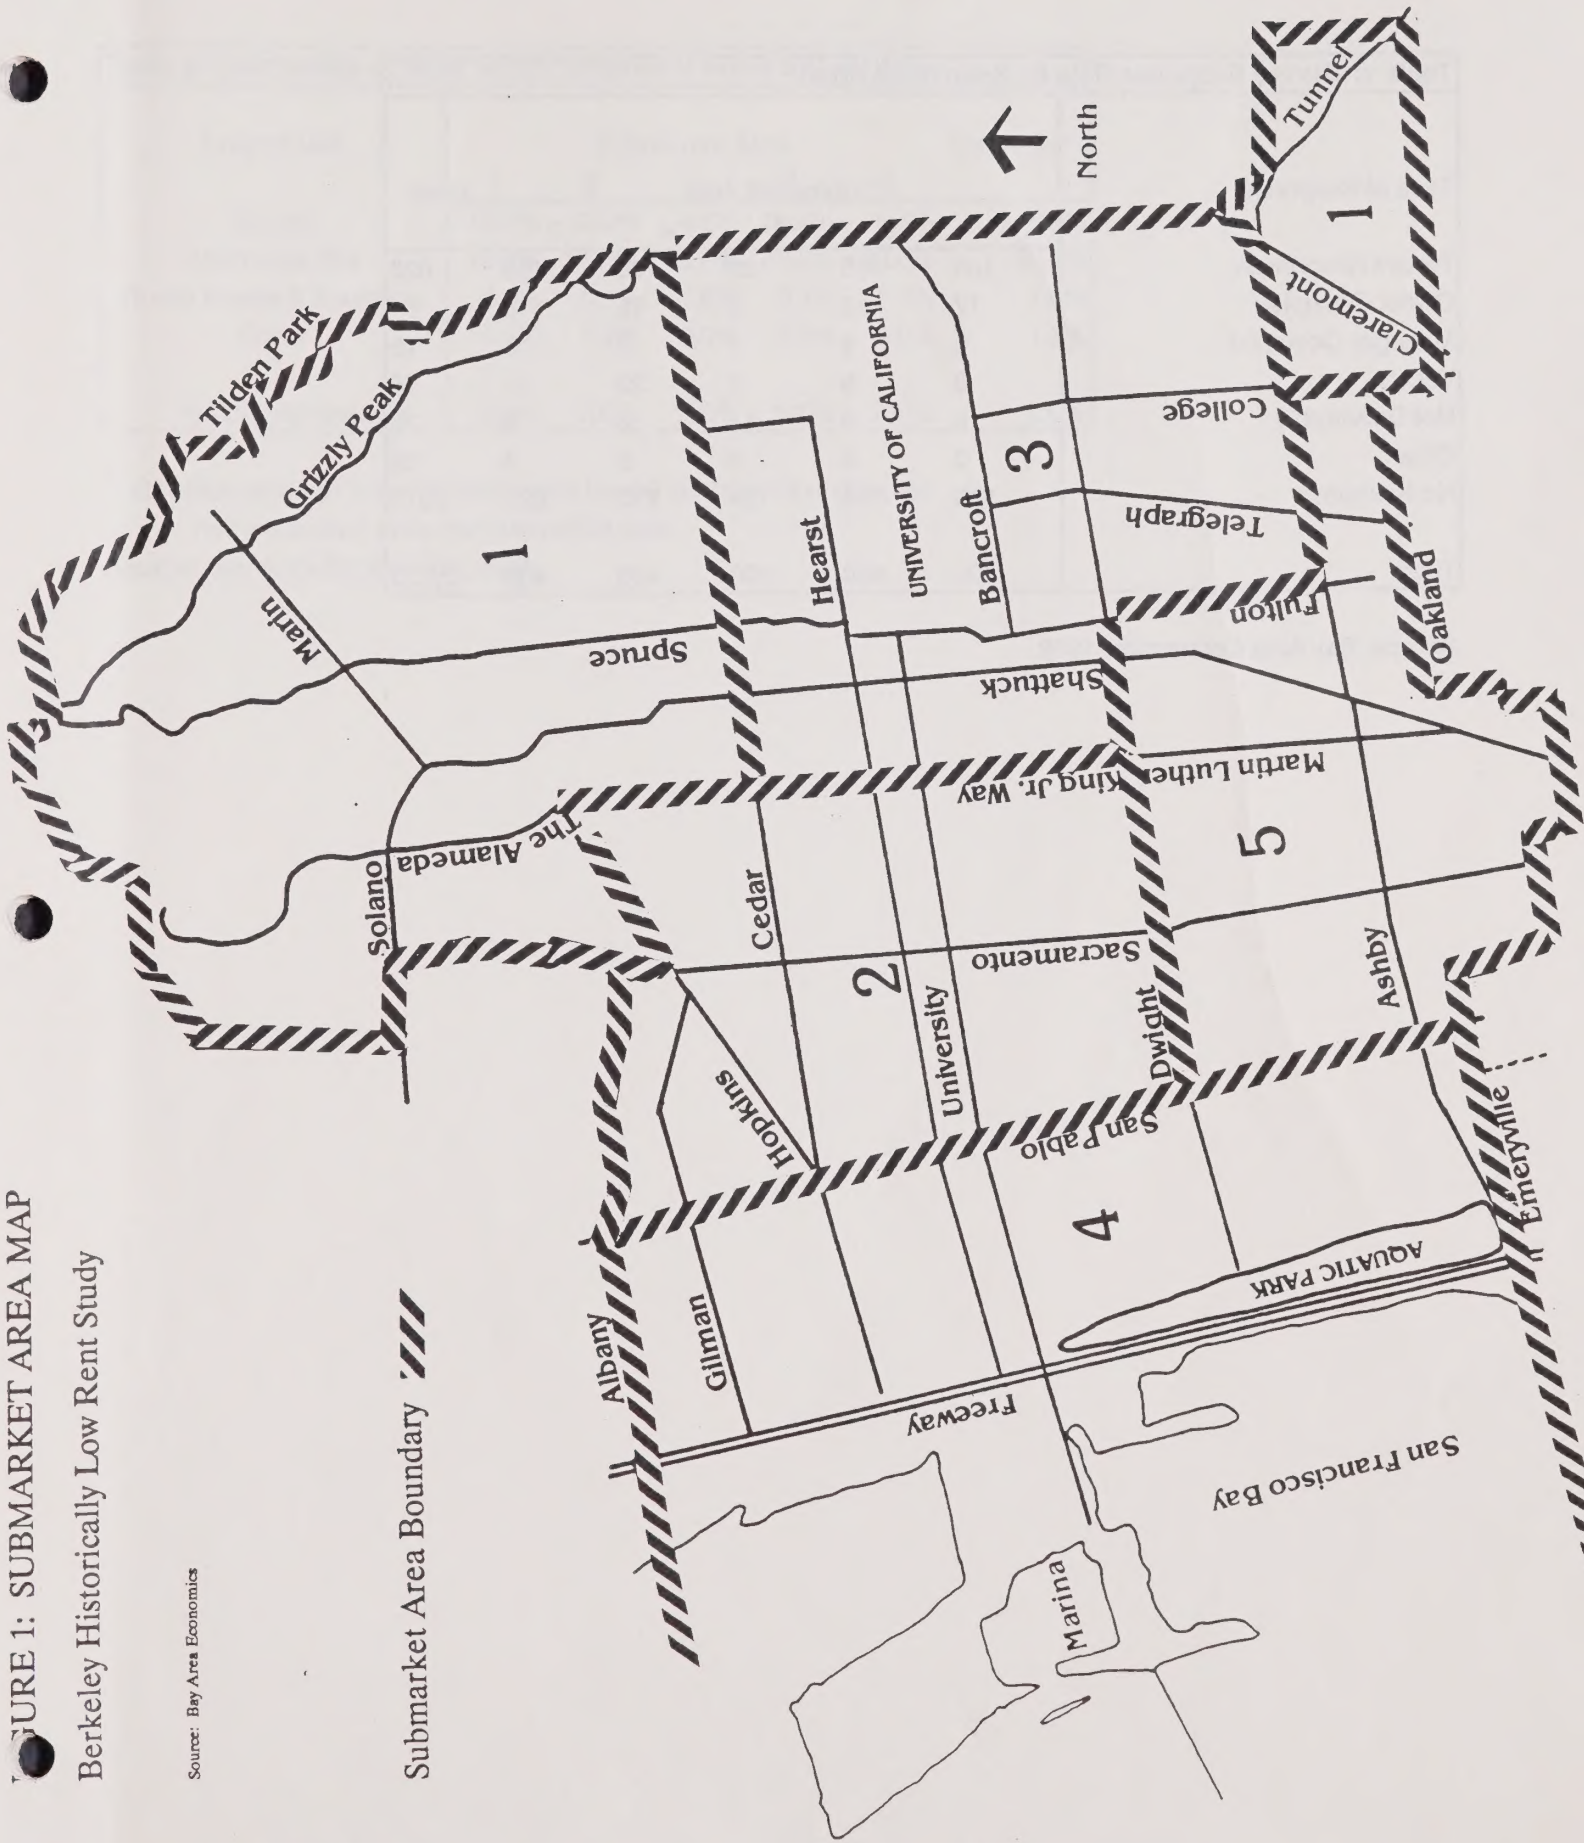 FIGURE 1: SUBMARKET AREA MAP
Berkeley Historically Low Rent Study
Source: Bay Area Economics
Submarket Area Boundary
Tilden Park
Grizzly Peak
Marin
1
Spruce
Solano
The Alameda
Hearst
UNIVERSITY OF CALIFORNIA
Bancroft
3
College
Telegraph
Fulton
Oakland
North
Tunnel
1
Claremont
Shattuck
Martin Luther King Jr. Way
Cedar
2
Sacramento
University
Dwight
5
Ashby
Hopkins
San Pablo
4
Emeryville
AQUATIC PARK
Albany
Gilman
Freeway
San Francisco Bay
Marina